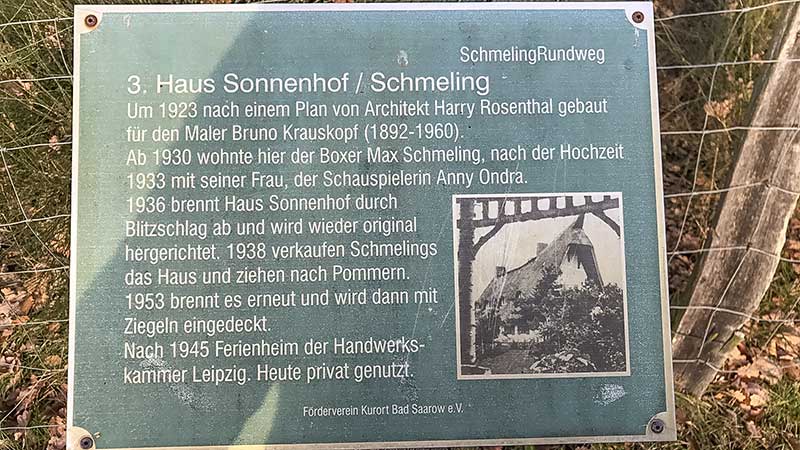 SchmelingRundweg
3. Haus Sonnenhof / Schmeling
Um 1923 nach einem Plan von Architekt Harry Rosenthal gebaut
für den Maler Bruno Krauskopf (1892-1960).
Ab 1930 wohnte hier der Boxer Max Schmeling, nach der Hochzeit
1933 mit seiner Frau, der Schauspielerin Anny Ondra.
1936 brennt Haus Sonnenhof durch
Blitzschlag ab und wird wieder original
hergerichtet. 1938 verkaufen Schmelings
das Haus und ziehen nach Pommern.
1953 brennt es erneut und wird dann mit
Ziegeln eingedeckt.
Nach 1945 Ferienheim der Handwerks-
kammer Leipzig. Heute privat genutzt.
Förderverein Kurort Bad Saarow e.V.